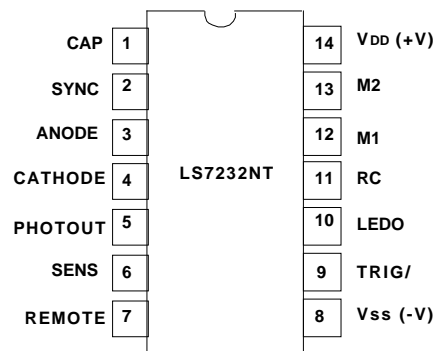 CAP 1
SYNC 2
ANODE 3
CATHODE 4
PHOTOUT 5
SENS 6
REMOTE 7
LS7232NT
14 VDD (+V)
13 M2
12 M1
11 RC
10 LEDO
9 TRIG/
8 Vss (-V)